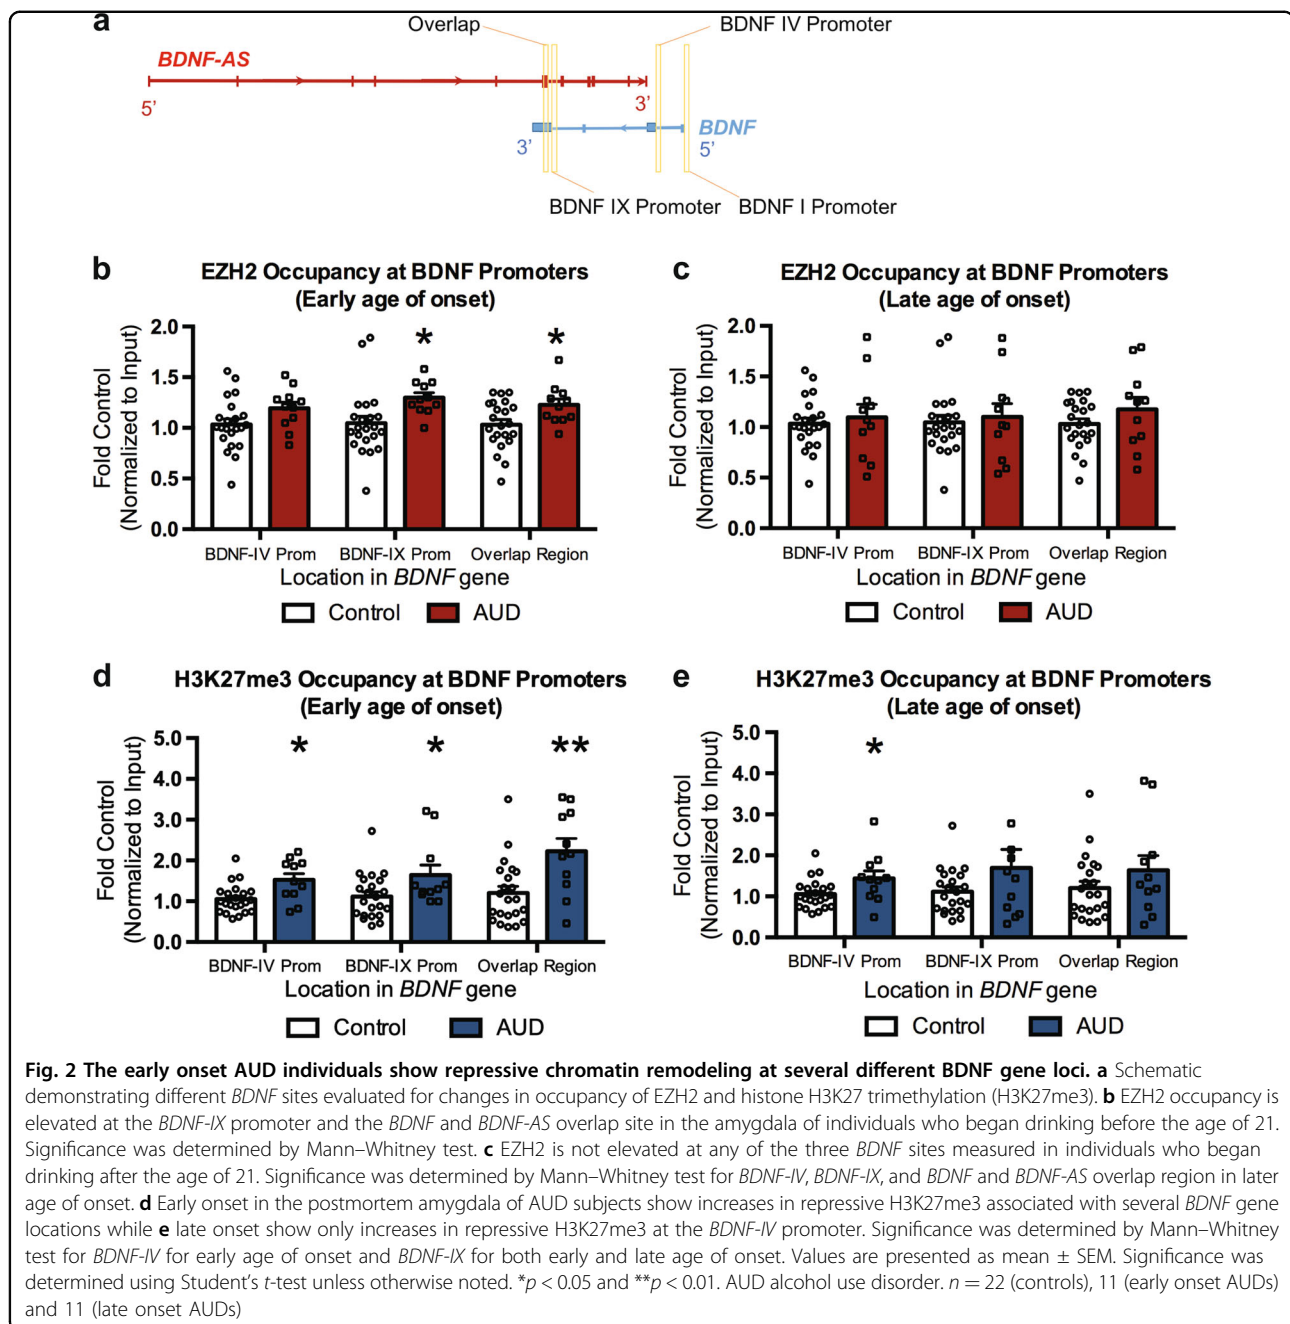 a
Overlap
BDNF IV Promoter
BDNF-AS
5’
3’
BDNF
3’
5’
BDNF IX Promoter
BDNF I Promoter
b
EZH2 Occupancy at BDNF Promoters
(Early age of onset)
Fold Control
(Normalized to Input)
2.0
1.5
1.0
0.5
0.0
*
*
BDNF-IV Prom
BDNF-IX Prom
Overlap Region
Location in BDNF gene
Control
AUD
c
EZH2 Occupancy at BDNF Promoters
(Late age of onset)
Fold Control
(Normalized to Input)
2.0
1.5
1.0
0.5
0.0
BDNF-IV Prom
BDNF-IX Prom
Overlap Region
Location in BDNF gene
Control
AUD
d
H3K27me3 Occupancy at BDNF Promoters
(Early age of onset)
Fold Control
(Normalized to Input)
5.0
4.0
3.0
2.0
1.0
0.0
*
*
**
BDNF-IV Prom
BDNF-IX Prom
Overlap Region
Location in BDNF gene
Control
AUD
e
H3K27me3 Occupancy at BDNF Promoters
(Late age of onset)
Fold Control
(Normalized to Input)
5.0
4.0
3.0
2.0
1.0
0.0
*
BDNF-IV Prom
BDNF-IX Prom
Overlap Region
Location in BDNF gene
Control
AUD
Fig. 2 The early onset AUD individuals show repressive chromatin remodeling at several different BDNF gene loci. a Schematic
demonstrating different BDNF sites evaluated for changes in occupancy of EZH2 and histone H3K27 trimethylation (H3K27me3). b EZH2 occupancy is
elevated at the BDNF-IX promoter and the BDNF and BDNF-AS overlap site in the amygdala of individuals who began drinking before the age of 21.
Significance was determined by Mann–Whitney test. c EZH2 is not elevated at any of the three BDNF sites measured in individuals who began
drinking after the age of 21. Significance was determined by Mann–Whitney test for BDNF-IV, BDNF-IX, and BDNF and BDNF-AS overlap region in later
age of onset. d Early onset in the postmortem amygdala of AUD subjects show increases in repressive H3K27me3 associated with several BDNF gene
locations while e late onset show only increases in repressive H3K27me3 at the BDNF-IV promoter. Significance was determined by Mann–Whitney
test for BDNF-IV for early age of onset and BDNF-IX for both early and late age of onset. Values are presented as mean ± SEM. Significance was
determined using Student’s t-test unless otherwise noted. *p < 0.05 and **p < 0.01. AUD alcohol use disorder. n = 22 (controls), 11 (early onset AUDs)
and 11 (late onset AUDs)